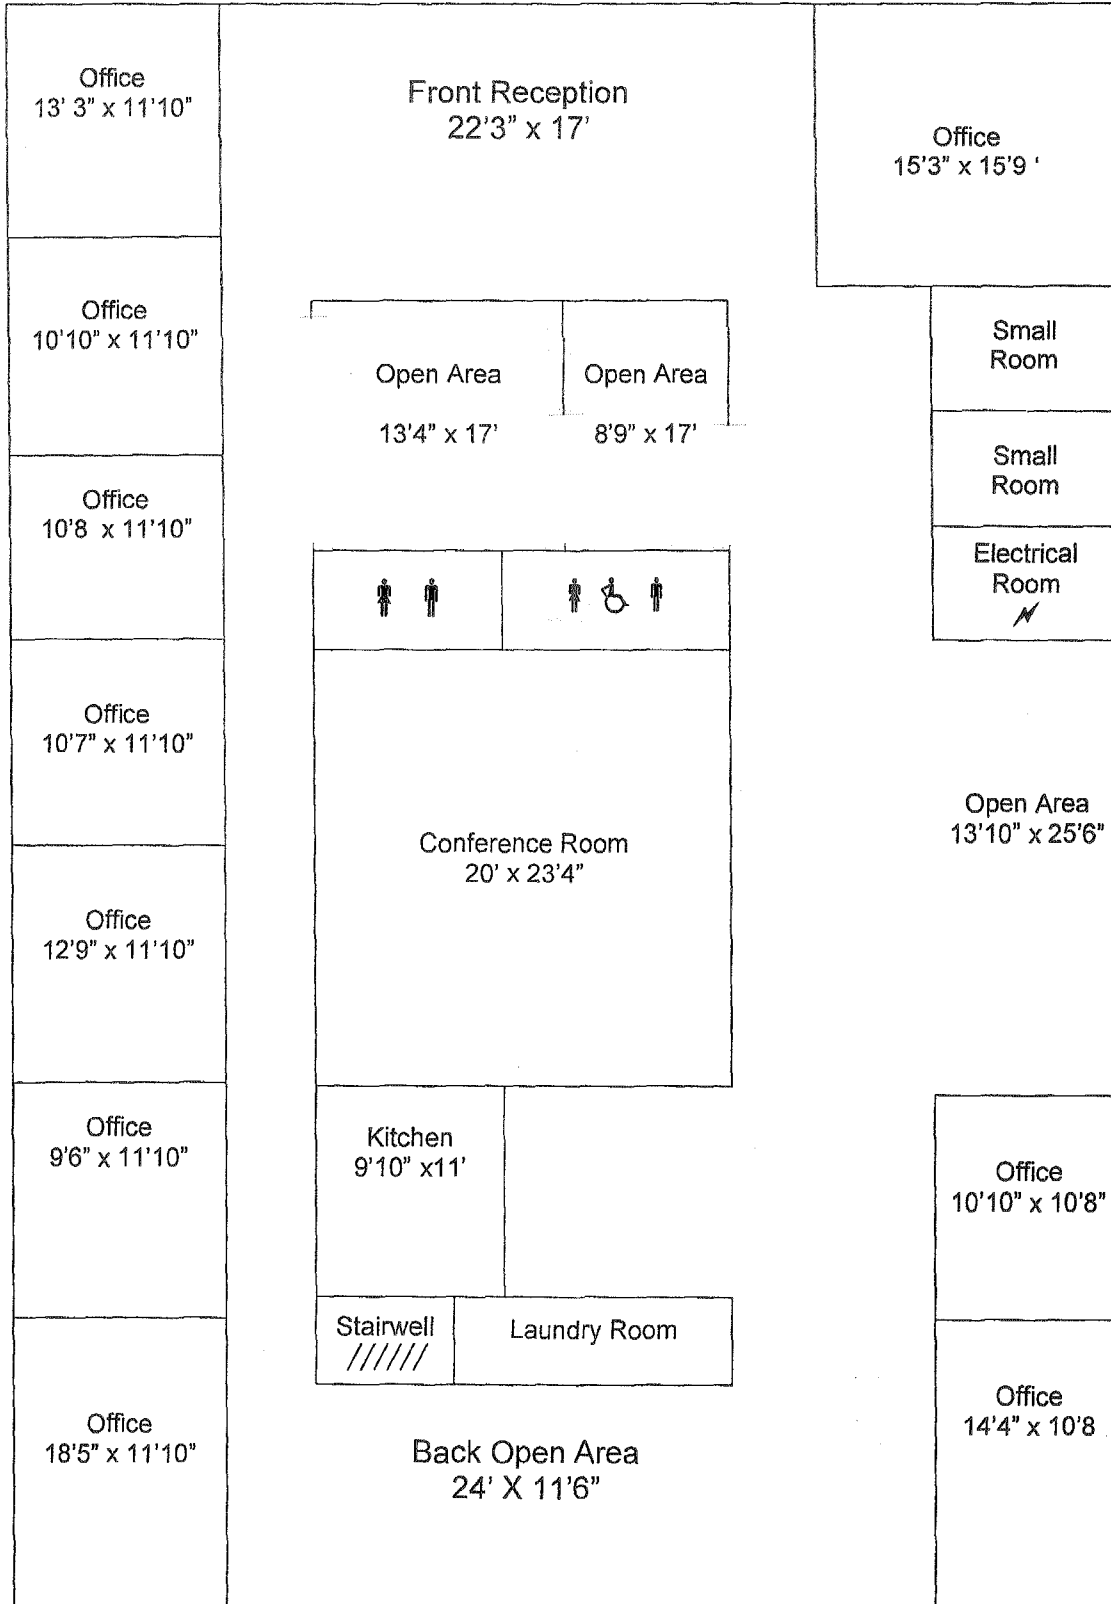 Office
13' 3" x 11'10"
Front Reception
22'3" x 17'
Office
15'3" x 15'9 '
Office
10'10" x 11'10"
Small
Room
Open Area
13'4" x 17'
Open Area
8'9" x 17'
Small
Room
Office
10'8  x 11'10"
Electrical
Room
Office
10'7" x 11'10"
Open Area
13'10" x 25'6"
Conference Room
20' x 23'4"
Office
12'9" x 11'10"
Office
9'6" x 11'10"
Kitchen
9'10" x11'
Office
10'10" x 10'8"
Stairwell
//////
Laundry Room
Office
14'4" x 10'8
Office
18'5" x 11'10"
Back Open Area
24' X 11'6"